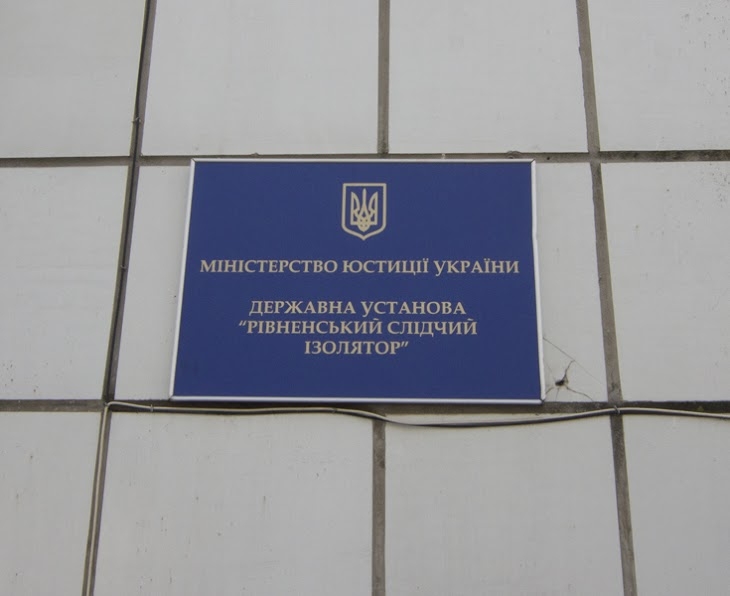 МІНІСТЕРСТВО ЮСТИЦІЇ УКРАЇНИ
ДЕРЖАВНА УСТАНОВА
“РІВНЕНСЬКИЙ СЛІДЧИЙ
ІЗОЛЯТОР”